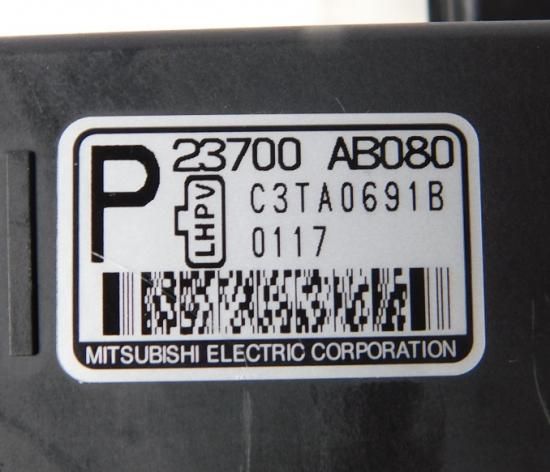 P
23700 AB080
LHPV
C3TA0691B
0117
MITSUBISHI ELECTRIC CORPORATION